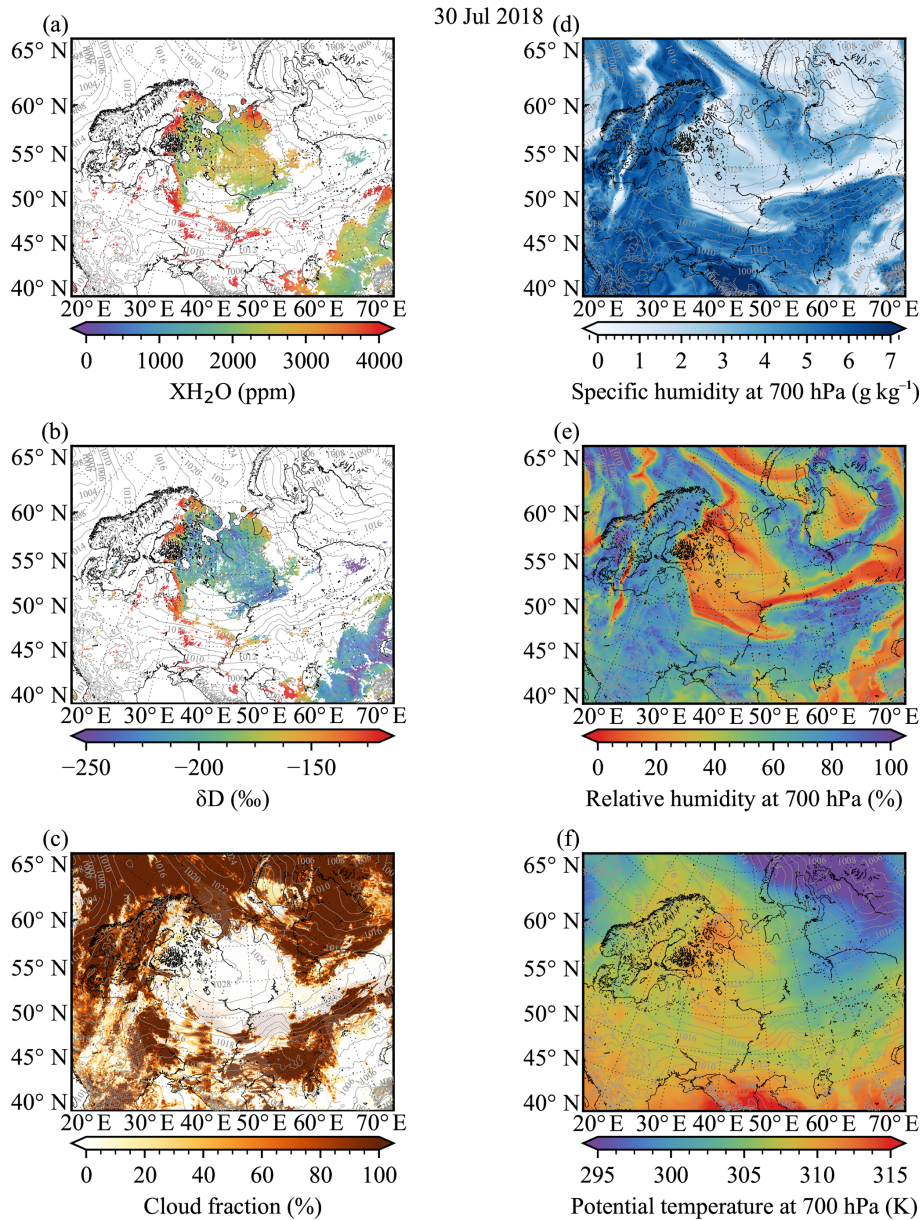 30 Jul 2018
(a)
65° N
60° N
55° N
50° N
45° N
40° N
20° E 30° E 40° E 50° E 60° E 70° E
0 1000 2000 3000 4000
XH₂O (ppm)
(b)
65° N
60° N
55° N
50° N
45° N
40° N
20° E 30° E 40° E 50° E 60° E 70° E
−250 −200 −150
δD (‰)
(c)
65° N
60° N
55° N
50° N
45° N
40° N
20° E 30° E 40° E 50° E 60° E 70° E
0 20 40 60 80 100
Cloud fraction (%)
(d)
65° N
60° N
55° N
50° N
45° N
40° N
20° E 30° E 40° E 50° E 60° E 70° E
0 1 2 3 4 5 6 7
Specific humidity at 700 hPa (g kg⁻¹)
(e)
65° N
60° N
55° N
50° N
45° N
40° N
20° E 30° E 40° E 50° E 60° E 70° E
0 20 40 60 80 100
Relative humidity at 700 hPa (%)
(f)
65° N
60° N
55° N
50° N
45° N
40° N
20° E 30° E 40° E 50° E 60° E 70° E
295 300 305 310 315
Potential temperature at 700 hPa (K)